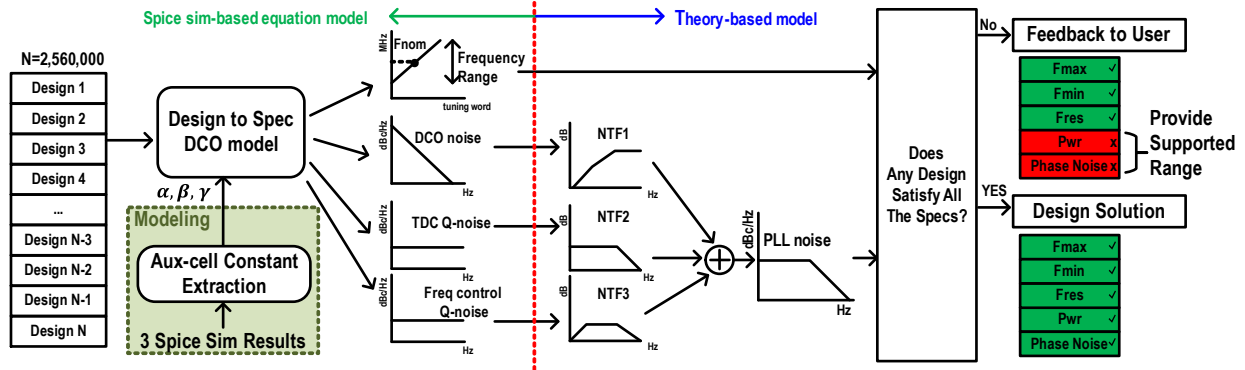 Spice sim-based equation model
Theory-based model
N=2,560,000
Design 1
Design 2
Design 3
Design 4
...
Design N-3
Design N-2
Design N-1
Design N
Design to Spec
DCO model
α, β, γ
Modeling
Aux-cell Constant
Extraction
3 Spice Sim Results
MHz
Fnom
Frequency
Range
tuning word
dBc/Hz
DCO noise
Hz
dBc/Hz
TDC Q-noise
Hz
dBc/Hz
Freq control
Q-noise
Hz
dB
NTF1
Hz
dB
NTF2
Hz
dB
NTF3
Hz
dBc/Hz
PLL noise
Hz
Does
Any Design
Satisfy All
The Specs?
No
Feedback to User
Fmax ✓
Fmin ✓
Fres ✓
Pwr x
Phase Noise x
Provide
Supported
Range
YES
Design Solution
Fmax ✓
Fmin ✓
Fres ✓
Pwr ✓
Phase Noise ✓